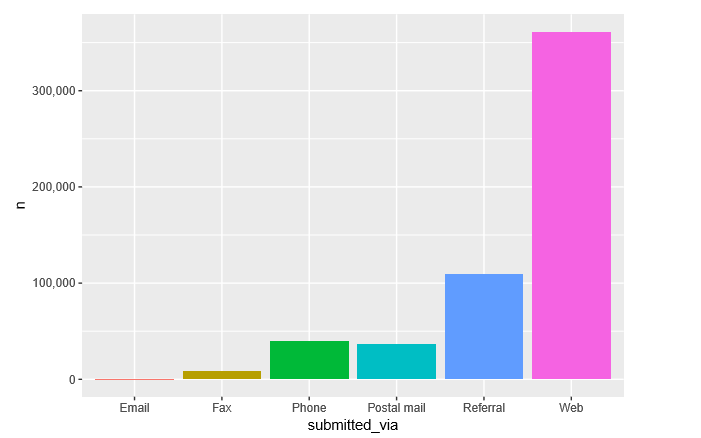 n
300,000
200,000
100,000
0
Email Fax Phone Postal mail Referral Web
submitted_via